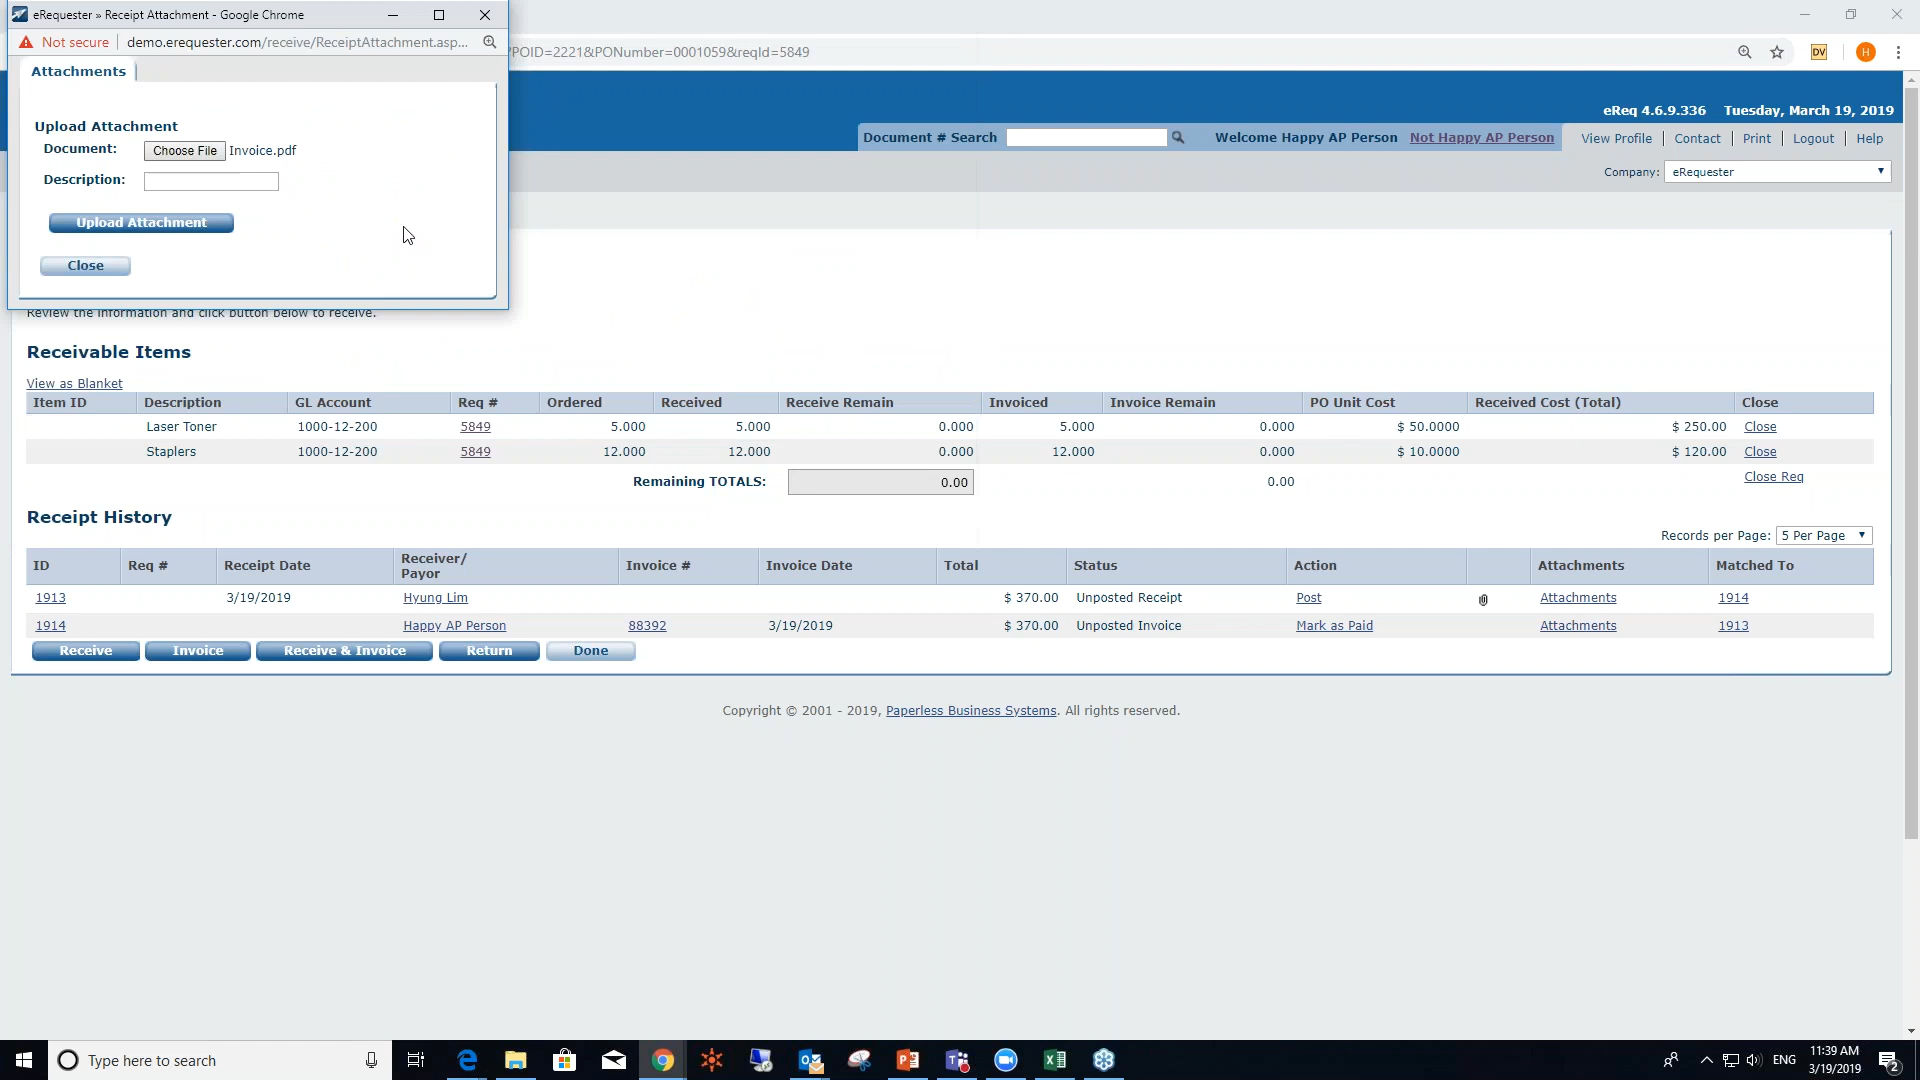 eRequester » Receipt Attachment - Google Chrome
Not secure
demo.erequester.com/receive/ReceiptAttachment.asp...
?POID=2221&PONumber=0001059&reqId=5849
DV
H
Attachments
Upload Attachment
Document:
Choose File
Invoice.pdf
Description:
Upload Attachment
Close
eReq 4.6.9.336 Tuesday, March 19, 2019
Document # Search
Welcome Happy AP Person Not Happy AP Person
View Profile
Contact
Print
Logout
Help
Company: eRequester
Review the information and click button below to receive.
Receivable Items
View as Blanket
Item ID Description GL Account Req # Ordered Received Receive Remain Invoiced Invoice Remain PO Unit Cost Received Cost (Total) Close
Laser Toner 1000-12-200 5849 5.000 5.000 0.000 5.000 0.000 $ 50.0000 $ 250.00 Close
Staplers 1000-12-200 5849 12.000 12.000 0.000 12.000 0.000 $ 10.0000 $ 120.00 Close
Remaining TOTALS: 0.00 0.00 Close Req
Receipt History
Records per Page: 5 Per Page
ID Req # Receipt Date Receiver/
Payor Invoice # Invoice Date Total Status Action Attachments Matched To
1913 3/19/2019 Hyung Lim $ 370.00 Unposted Receipt Post Attachments 1914
1914 Happy AP Person 88392 3/19/2019 $ 370.00 Unposted Invoice Mark as Paid Attachments 1913
Receive Invoice Receive & Invoice Return Done
Copyright © 2001 - 2019, Paperless Business Systems. All rights reserved.
Type here to search
ENG
11:39 AM
3/19/2019
2